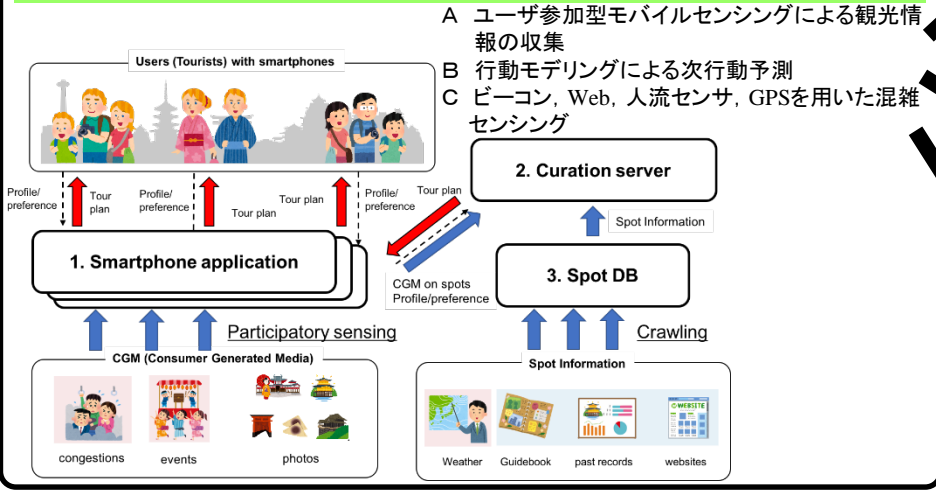 A ユーザ参加型モバイルセンシングによる観光情
報の収集
B 行動モデリングによる次行動予測
C ビーコン, Web, 人流センサ, GPSを用いた混雑
センシング
Users (Tourists) with smartphones
Profile/
preference
Tour
plan
Profile/
preference
Tour plan
Tour plan
Profile/
preference
Tour plan
2. Curation server
Spot Information
1. Smartphone application
3. Spot DB
CGM on spots
Profile/preference
Participatory sensing
Crawling
CGM (Consumer Generated Media)
congestions
events
photos
Spot Information
WEBSITE
Weather
Guidebook
past records
websites